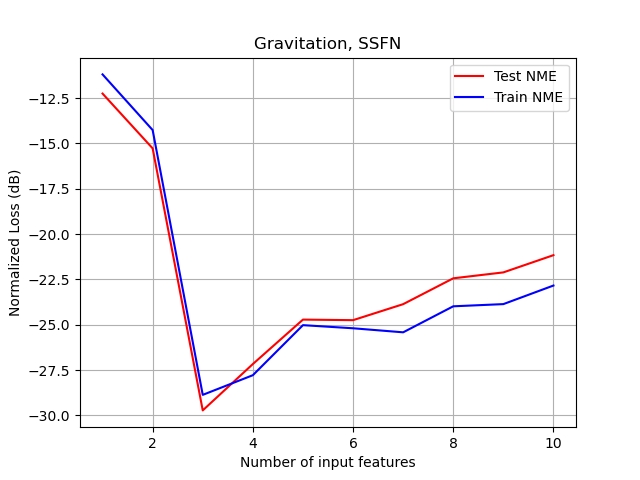 Gravitation, SSFN
Test NME
Train NME
Normalized Loss (dB)
−12.5
−15.0
−17.5
−20.0
−22.5
−25.0
−27.5
−30.0
2 4 6 8 10
Number of input features